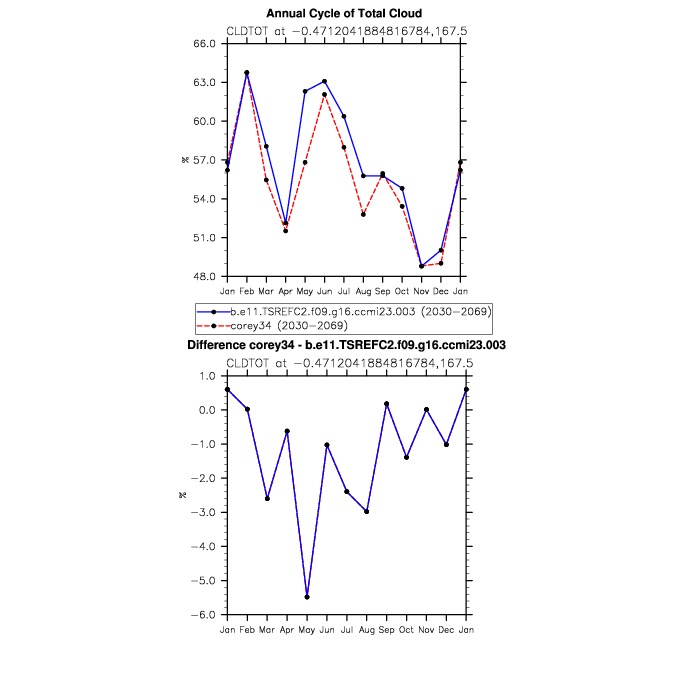 Annual Cycle of Total Cloud
CLDTOT at −0.4712041884816784,167.5
66.0
63.0
60.0
57.0
54.0
51.0
48.0
%
Jan Feb Mar Apr May Jun Jul Aug Sep Oct Nov Dec Jan
b.e11.TSREFC2.f09.g16.ccmi23.003 (2030−2069)
corey34 (2030−2069)
Difference corey34 - b.e11.TSREFC2.f09.g16.ccmi23.003
CLDTOT at −0.4712041884816784,167.5
1.0
0.0
−1.0
−2.0
−3.0
−4.0
−5.0
−6.0
%
Jan Feb Mar Apr May Jun Jul Aug Sep Oct Nov Dec Jan